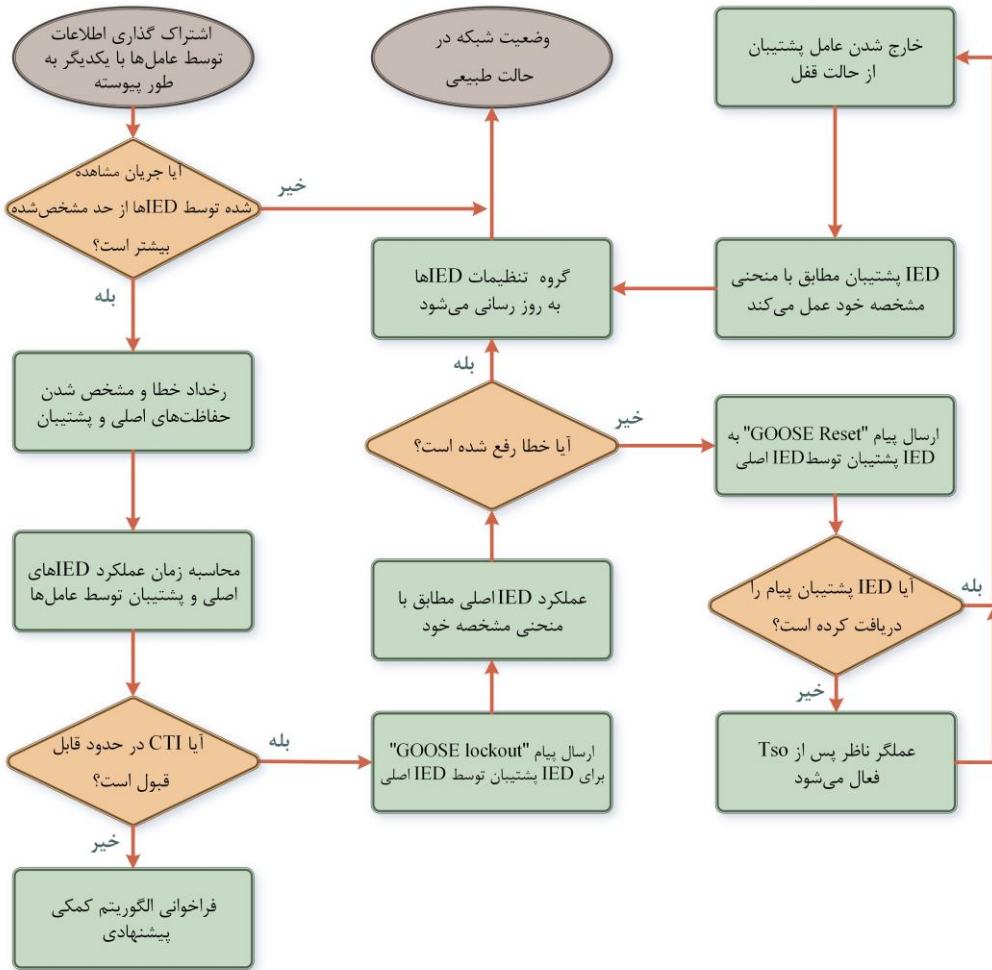 اشتراک گذاری اطلاعات
توسط عامل‌ها با یکدیگر به
طور پیوسته
آیا جریان مشاهده
شده توسط IEDها از حد مشخص‌شده
بیشتر است؟
خیر
بله
رخداد خطا و مشخص شدن
حفاظت‌های اصلی و پشتیبان
محاسبه زمان عملکرد IEDهای
اصلی و پشتیبان توسط عامل‌ها
آیا CTI در حدود قابل
قبول است؟
بله
خیر
فراخوانی الگوریتم کمکی
پیشنهادی
ارسال پیام "GOOSE lockout"
برای IED پشتیبان توسط IED اصلی
عملکرد IED اصلی مطابق با
منحنی مشخصه خود
آیا خطا رفع شده است؟
بله
خیر
گروه تنظیمات IEDها
به روز رسانی می‌شود
وضعیت شبکه در
حالت طبیعی
ارسال پیام "GOOSE Reset" به
IED پشتیبان توسط IED اصلی
آیا IED پشتیبان پیام را
دریافت کرده است؟
بله
خیر
عملگر ناظر پس از Tso
فعال می‌شود
خارج شدن عامل پشتیبان
از حالت قفل
IED پشتیبان مطابق با منحنی
مشخصه خود عمل می‌کند